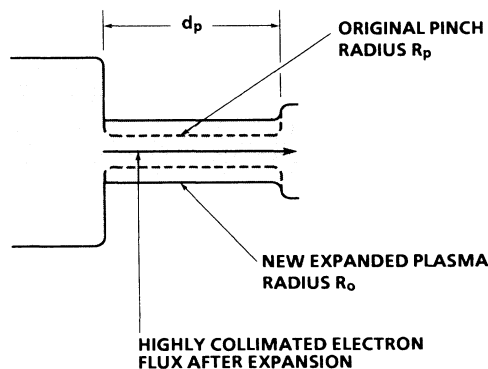 dp
ORIGINAL PINCH
RADIUS Rp
NEW EXPANDED PLASMA
RADIUS Ro
HIGHLY COLLIMATED ELECTRON
FLUX AFTER EXPANSION